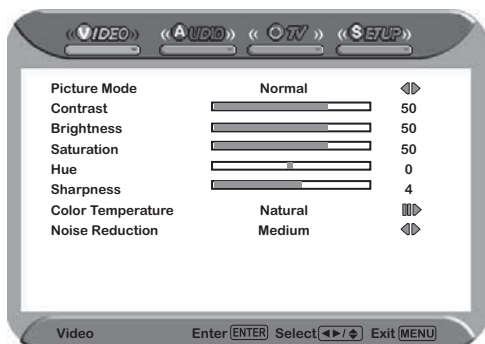 VIDEO AUDIO TV SETUP
Picture Mode Normal
Contrast 50
Brightness 50
Saturation 50
Hue 0
Sharpness 4
Color Temperature Natural
Noise Reduction Medium
Video Enter ENTER Select ◄►/♦ Exit MENU